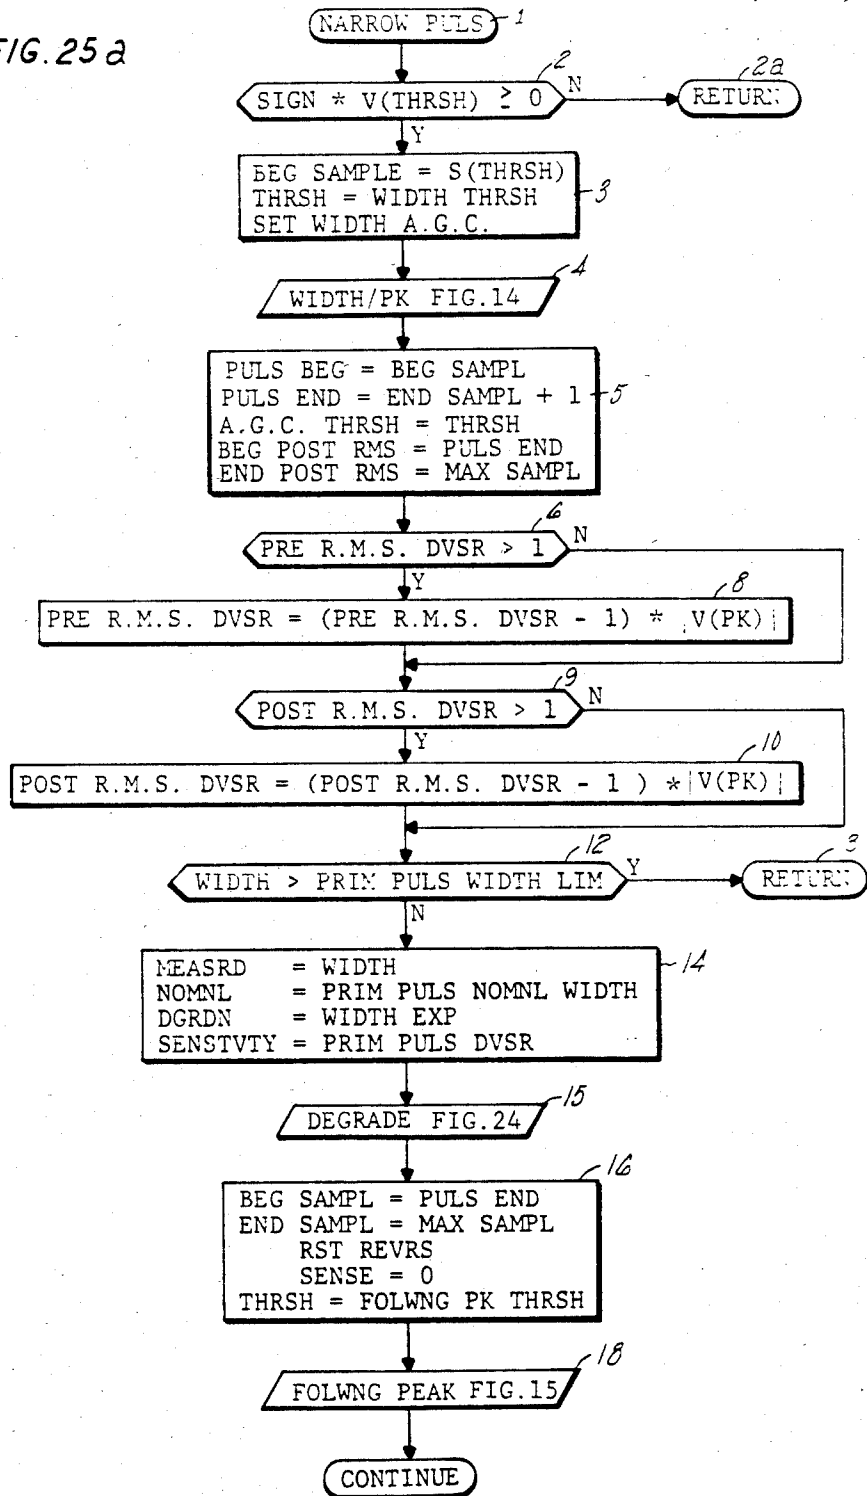 FIG. 25a
NARROW PULS
1
SIGN * V(THRSH) ≥ 0
2
N
RETURN
2a
Y
BEG SAMPLE = S(THRSH)
THRSH = WIDTH THRSH
SET WIDTH A.G.C.
3
WIDTH/PK FIG.14
4
PULS BEG = BEG SAMPL
PULS END = END SAMPL + 1
A.G.C. THRSH = THRSH
BEG POST RMS = PULS END
END POST RMS = MAX SAMPL
5
PRE R.M.S. DVSR > 1
6
N
Y
PRE R.M.S. DVSR = (PRE R.M.S. DVSR - 1) * |V(PK)|
8
POST R.M.S. DVSR > 1
9
N
Y
POST R.M.S. DVSR = (POST R.M.S. DVSR - 1 ) * |V(PK)|
10
WIDTH > PRIM PULS WIDTH LIM
12
Y
RETURN
3
N
MEASRD = WIDTH
NOMNL = PRIM PULS NOMNL WIDTH
DGRDN = WIDTH EXP
SENSTVTY = PRIM PULS DVSR
14
DEGRADE FIG.24
15
BEG SAMPL = PULS END
END SAMPL = MAX SAMPL
RST REVRS
SENSE = 0
THRSH = FOLWNG PK THRSH
16
FOLWNG PEAK FIG.15
18
CONTINUE